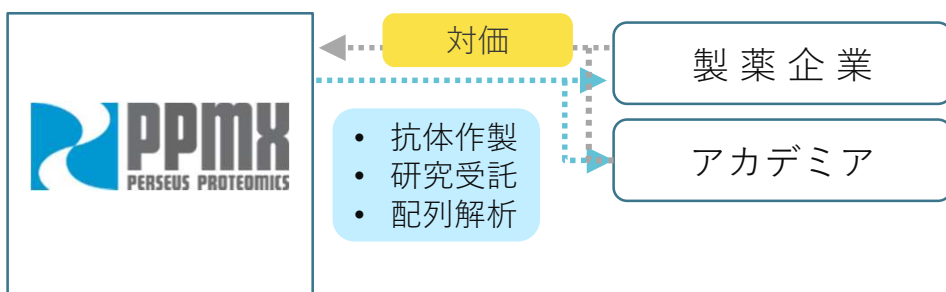 対価
製薬企業
PPMX
PERSEUS PROTEOMICS
• 抗体作製
• 研究受託
• 配列解析
アカデミア